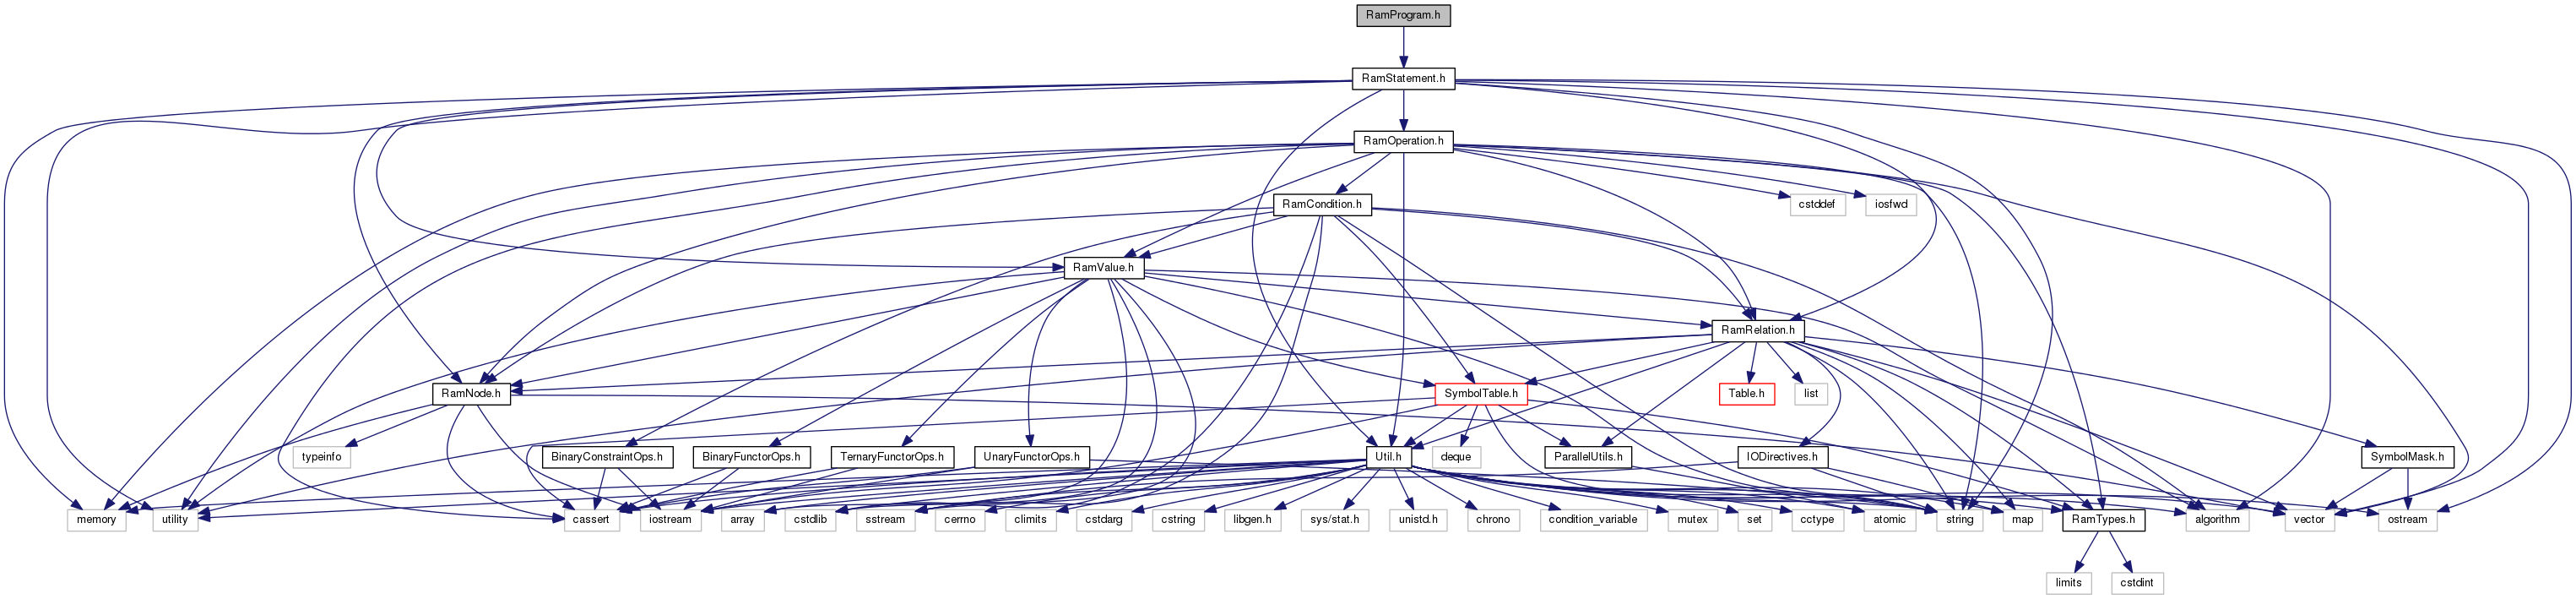 RamProgram.h
RamStatement.h
RamOperation.h
RamCondition.h
cstddef
iosfwd
RamValue.h
RamRelation.h
RamNode.h
SymbolTable.h
Table.h
list
typeinfo
BinaryConstraintOps.h
BinaryFunctorOps.h
TernaryFunctorOps.h
UnaryFunctorOps.h
Util.h
deque
ParallelUtils.h
IODirectives.h
SymbolMask.h
memory
utility
cassert
iostream
array
cstdlib
sstream
cerrno
climits
cstdarg
cstring
libgen.h
sys/stat.h
unistd.h
chrono
condition_variable
mutex
set
cctype
atomic
string
map
RamTypes.h
algorithm
vector
ostream
limits
cstdint